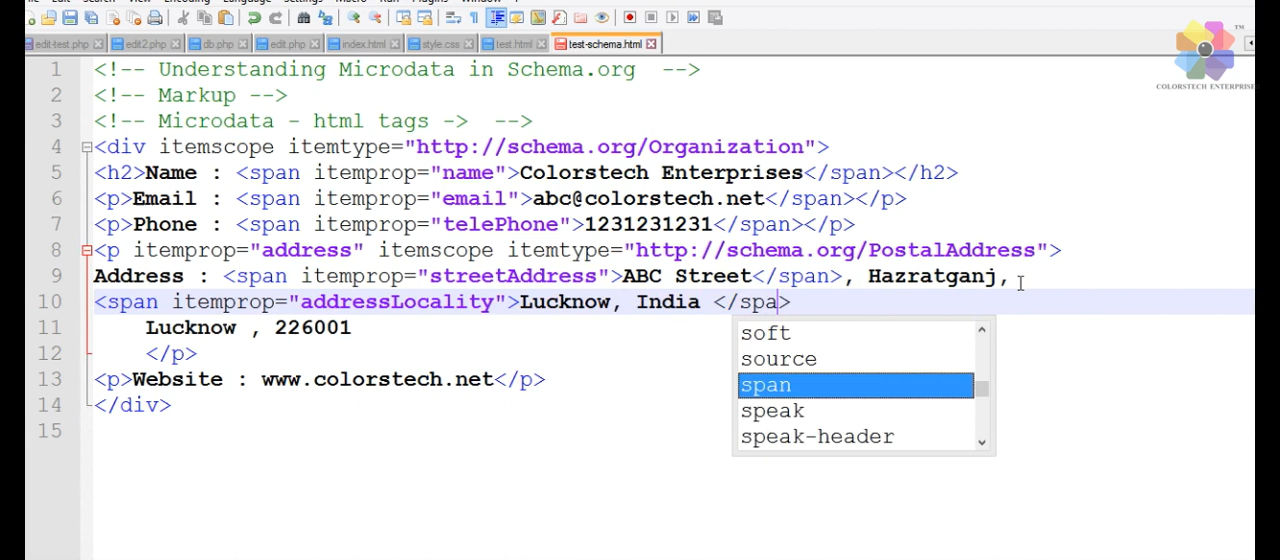 Macro
edit-test.php edit2.php db.php edit.php index.html style.css test.html test-schema.html
TM
COLORSTECH ENTERPRISE
1 <!-- Understanding Microdata in Schema.org -->
2 <!-- Markup -->
3 <!-- Microdata - html tags -> -->
4 <div itemscope itemtype="http://schema.org/Organization">
5 <h2>Name : <span itemprop="name">Colorstech Enterprises</span></h2>
6 <p>Email : <span itemprop="email">abc@colorstech.net</span></p>
7 <p>Phone : <span itemprop="telePhone">1231231231</span></p>
8 <p itemprop="address" itemscope itemtype="http://schema.org/PostalAddress">
9 Address : <span itemprop="streetAddress">ABC Street</span>, Hazratganj,
10 <span itemprop="addressLocality">Lucknow, India </spa>
11 Lucknow , 226001
12 </p>
13 <p>Website : www.colorstech.net</p>
14 </div>
15
soft
source
span
speak
speak-header